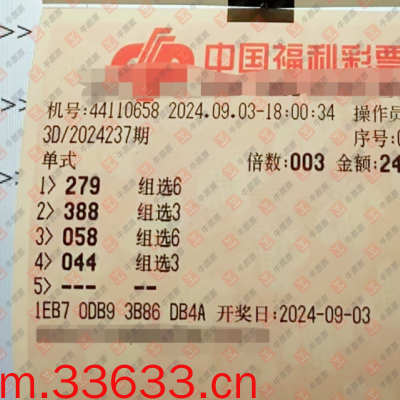 中国福利彩票
机号:44110658 2024.09.03-18:00:34 操作员
3D/2024237期 序号:
单式 倍数:003 金额:24
1> 279 组选6
2> 388 组选3
3> 058 组选6
4> 044 组选3
5> --- --
1EB7 0DB9 3B86 DB4A 开奖日:2024-09-03
m.33633.cn